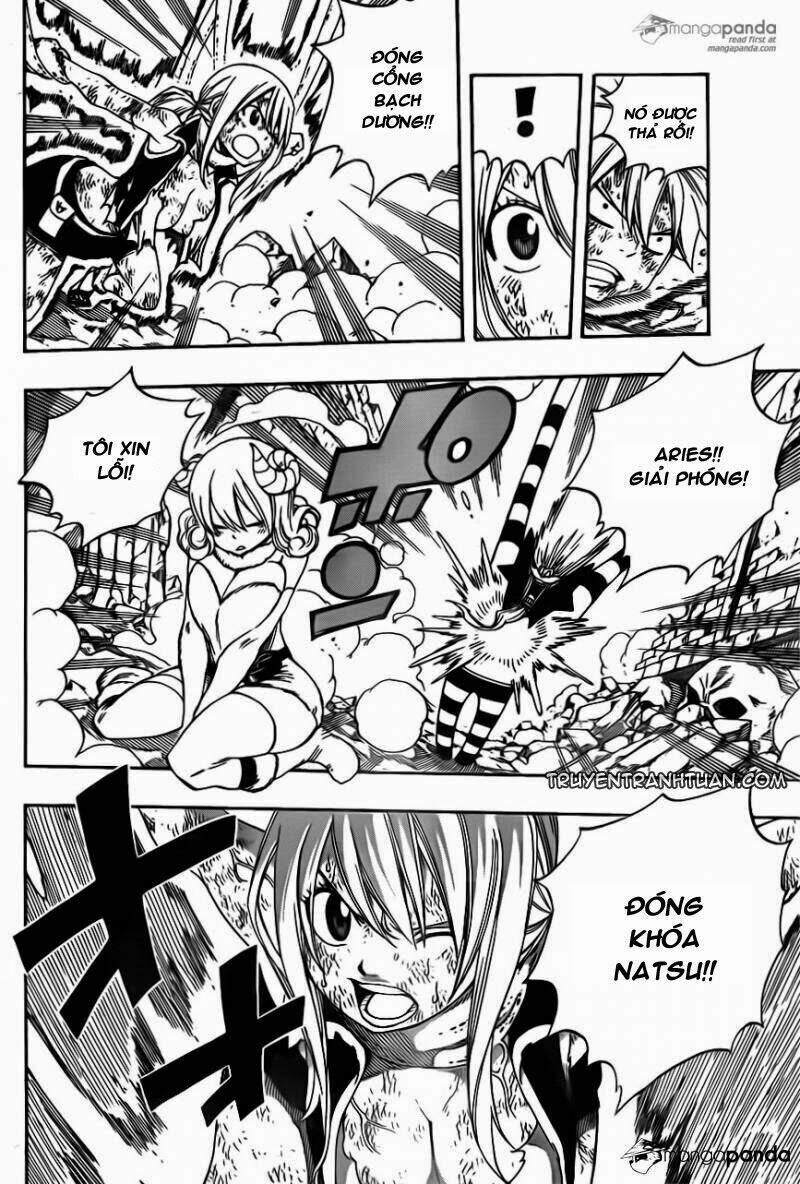 mangapanda
read first at
mangapanda.com
NÓ ĐƯỢC
THẢ RỒI!
!
ĐÓNG
CỔNG
BẠCH
DƯƠNG!!
ARIES!!
GIẢI PHÓNG!
TÔI XIN
LỖI!
TRUYENTRANHTUAN.COM
ĐÓNG
KHÓA
NATSU!!
mangapanda